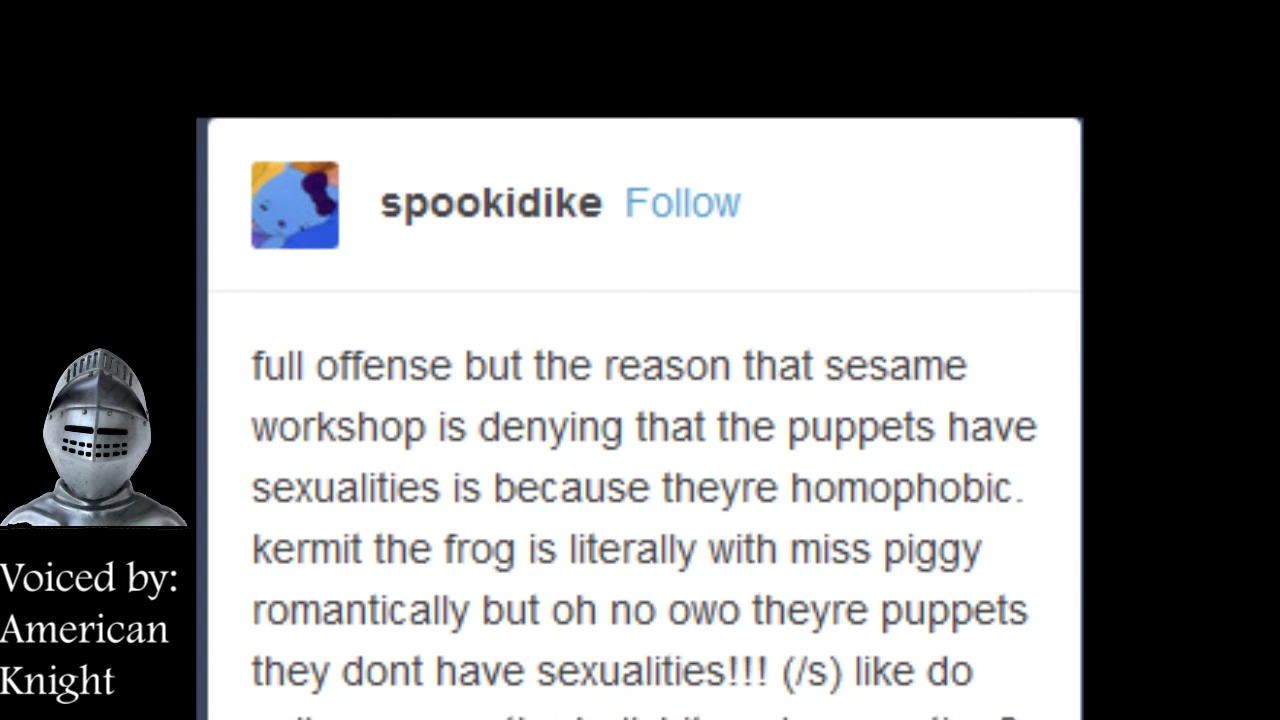 spookidike Follow
full offense but the reason that sesame
workshop is denying that the puppets have
sexualities is because theyre homophobic.
kermit the frog is literally with miss piggy
romantically but oh no owo theyre puppets
they dont have sexualities!!! (/s) like do
Voiced by:
American
Knight